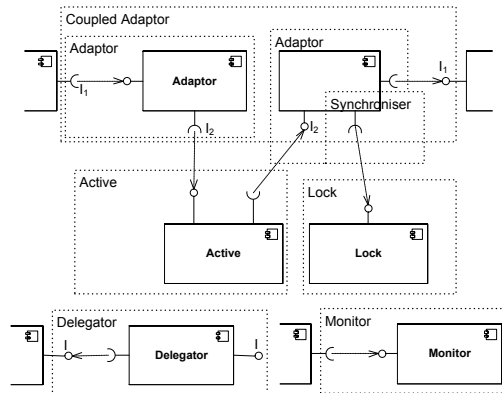 Coupled Adaptor
Adaptor
Adaptor
I1
Adaptor
I1
Synchroniser
I2
I2
Active
Lock
Active
Lock
Delegator
Monitor
I
Delegator
I
Monitor